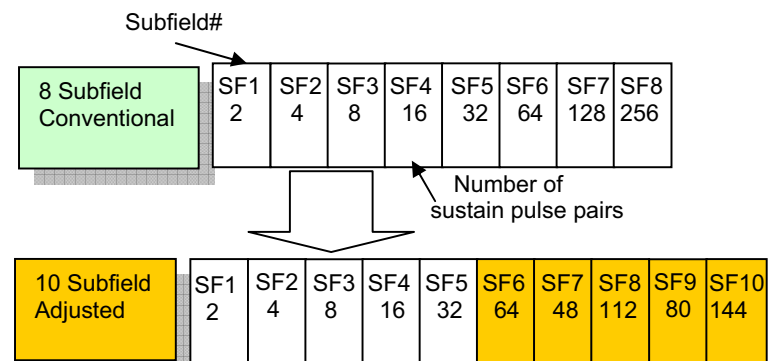 Subfield#
8 Subfield
Conventional
SF1 SF2 SF3 SF4 SF5 SF6 SF7 SF8
2 4 8 16 32 64 128 256
Number of
sustain pulse pairs
10 Subfield
Adjusted
SF1 SF2 SF3 SF4 SF5 SF6 SF7 SF8 SF9 SF10
2 4 8 16 32 64 48 112 80 144